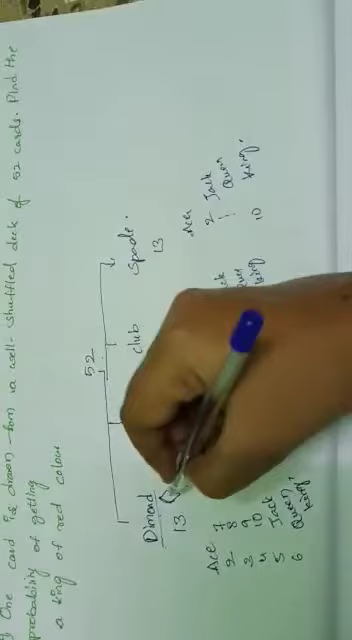 One card is drawn from a well-shuffled deck of 52 cards. Find the
probability of getting
a king of red colour
52
Dimond club Spade.
13 13
Ace 7
2 8
3 9
4 10
5 Jack
6 Queen
king.
king
Ace
2 Jack
⋮ Quen
10 king.